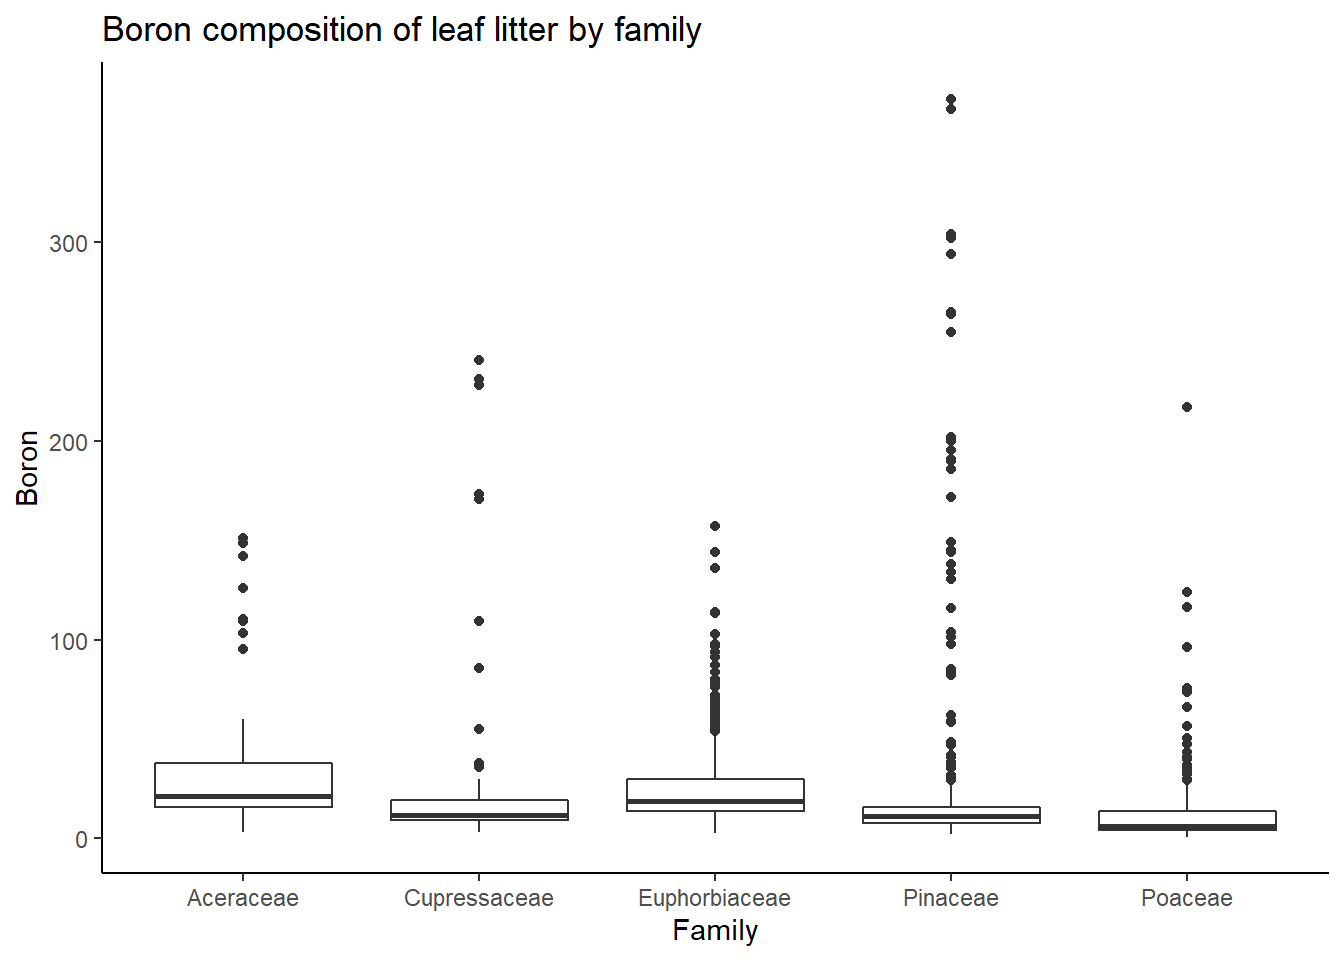 Boron composition of leaf litter by family
300
200
100
0
Boron
Aceraceae Cupressaceae Euphorbiaceae Pinaceae Poaceae
Family